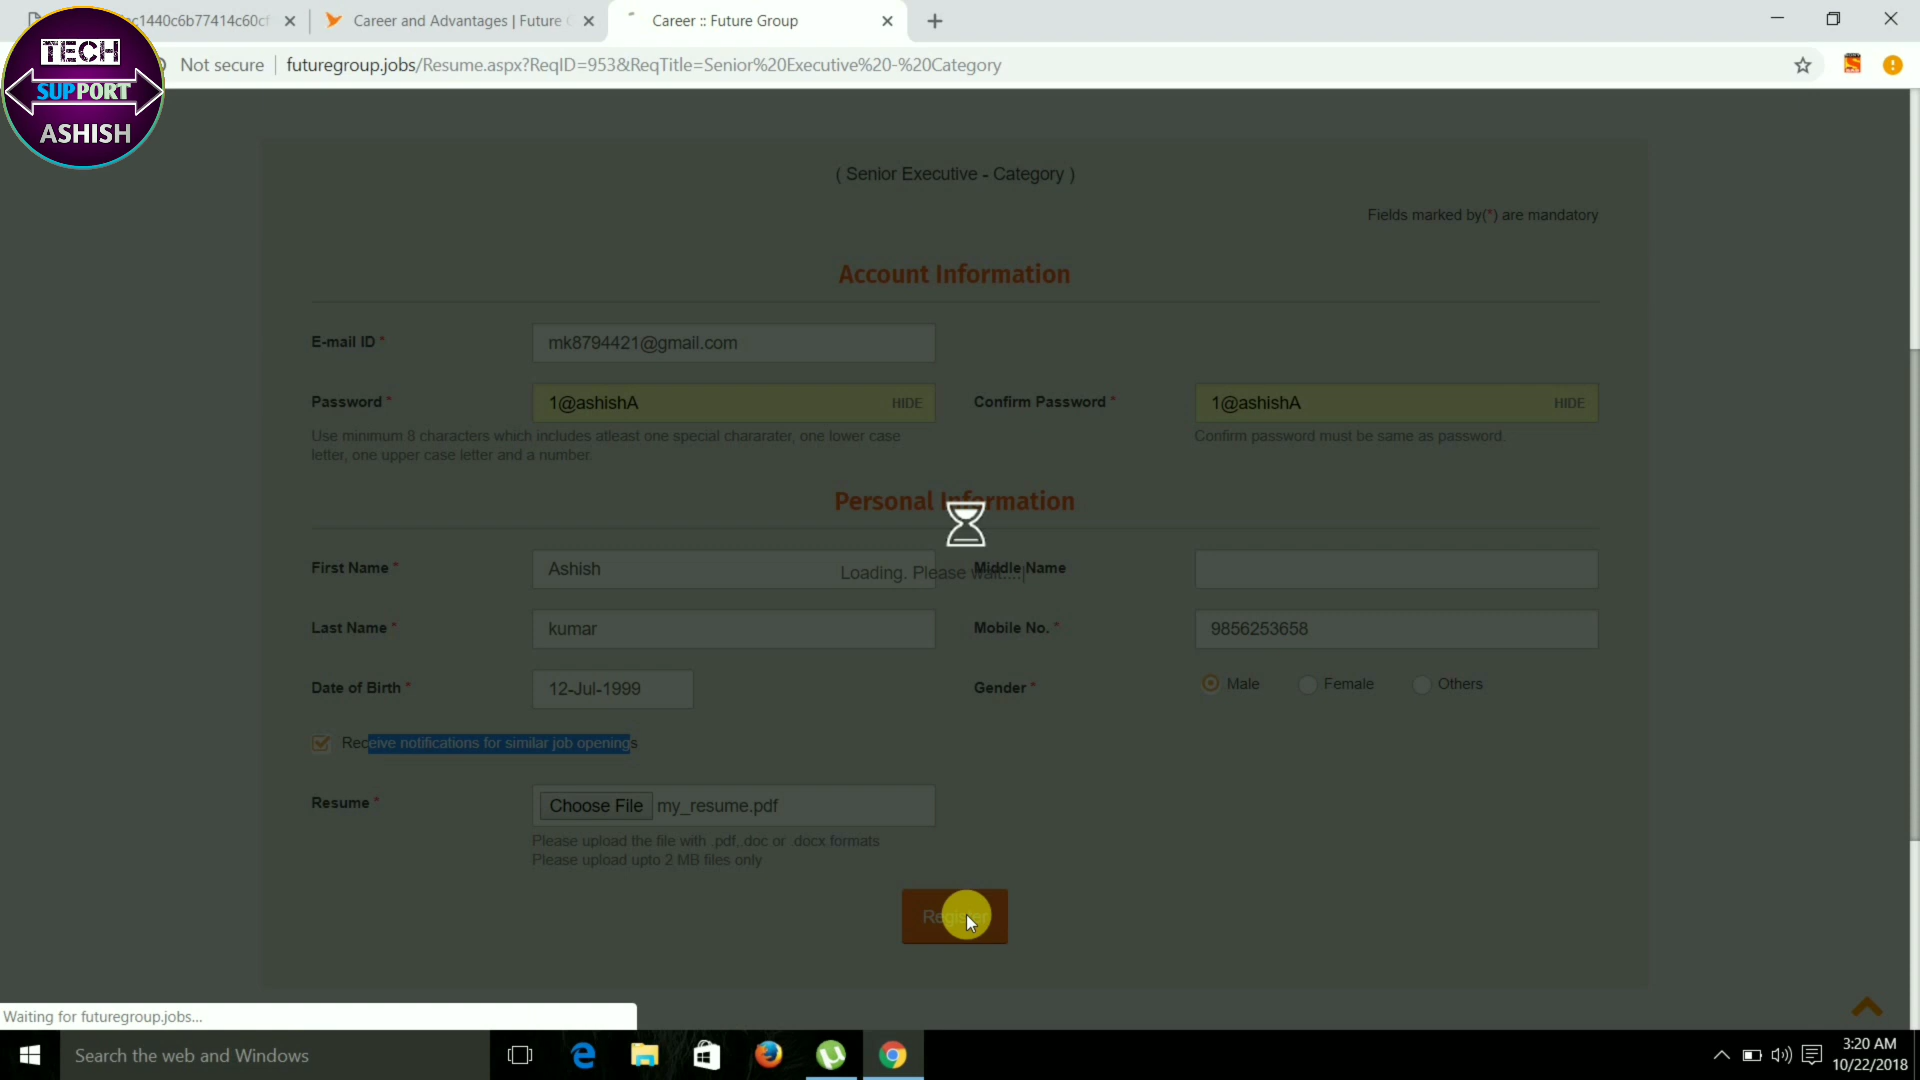 c1440c6b77414c60cf
Career and Advantages | Future
Career :: Future Group
TECH
SUPPORT
ASHISH
Not secure
futuregroup.jobs/Resume.aspx?ReqID=953&ReqTitle=Senior%20Executive%20-%20Category
( Senior Executive - Category )
Fields marked by(*) are mandatory
Account Information
E-mail ID *
mk8794421@gmail.com
Password *
1@ashishA
HIDE
Confirm Password *
1@ashishA
HIDE
Use minimum 8 characters which includes atleast one special chararater, one lower case
letter, one upper case letter and a number.
Confirm password must be same as password.
Personal Information
First Name *
Ashish
Loading. Please wait....|
Middle Name
Last Name *
kumar
Mobile No. *
9856253658
Date of Birth *
12-Jul-1999
Gender *
Male
Female
Others
Receive notifications for similar job openings
Resume *
Choose File my_resume.pdf
Please upload the file with .pdf,.doc or .docx formats
Please upload upto 2 MB files only
Register
Waiting for futuregroup.jobs...
Search the web and Windows
3:20 AM
10/22/2018